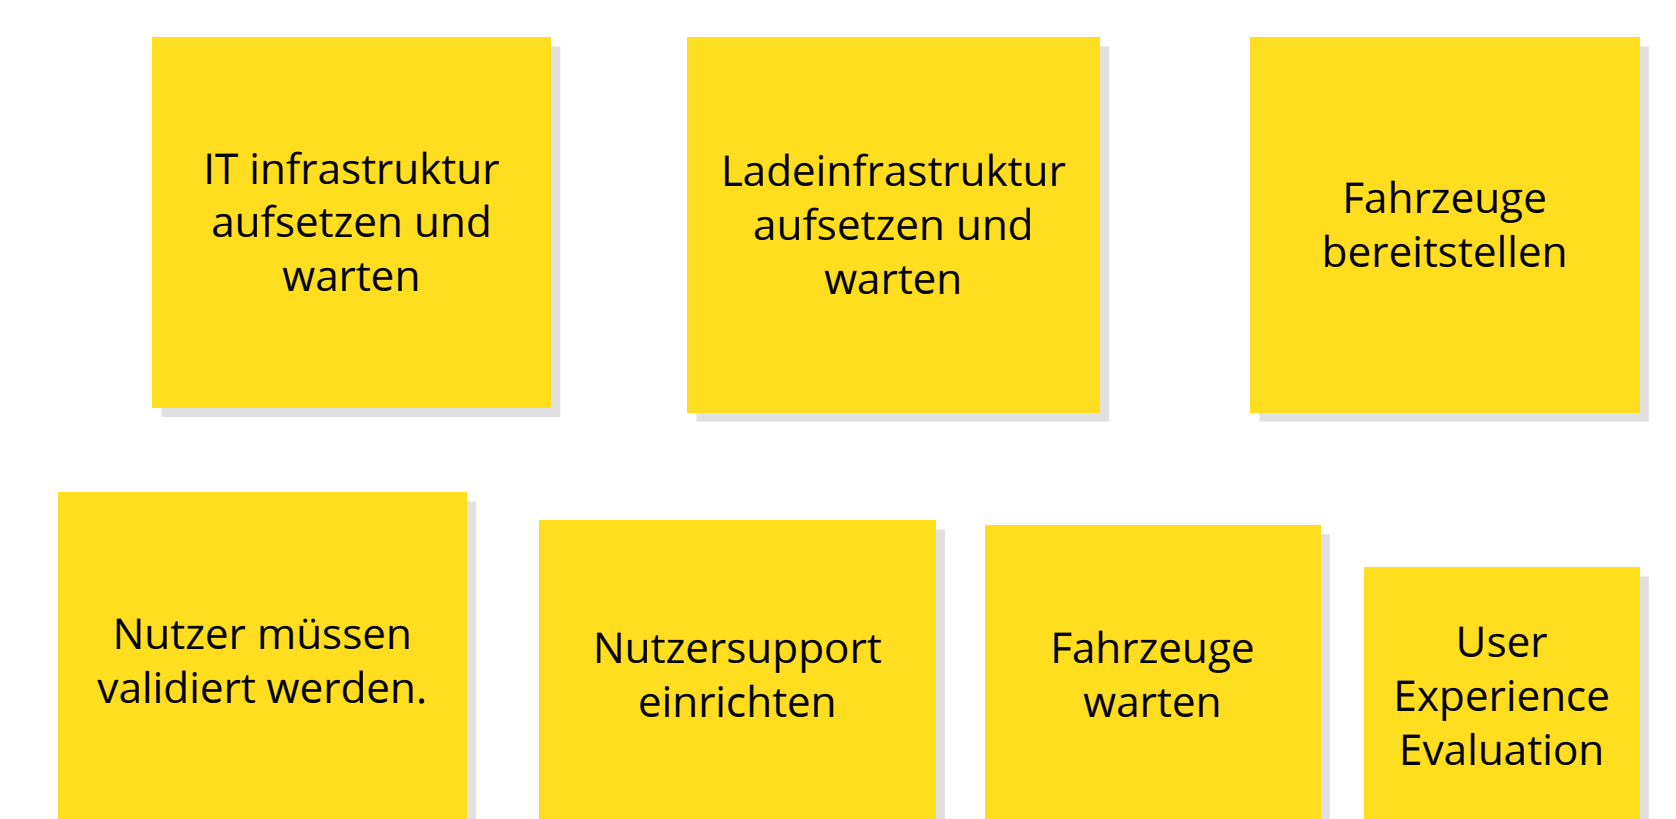 IT infrastruktur
aufsetzen und
warten
Ladeinfrastruktur
aufsetzen und
warten
Fahrzeuge
bereitstellen
Nutzer müssen
validiert werden.
Nutzersupport
einrichten
Fahrzeuge
warten
User
Experience
Evaluation